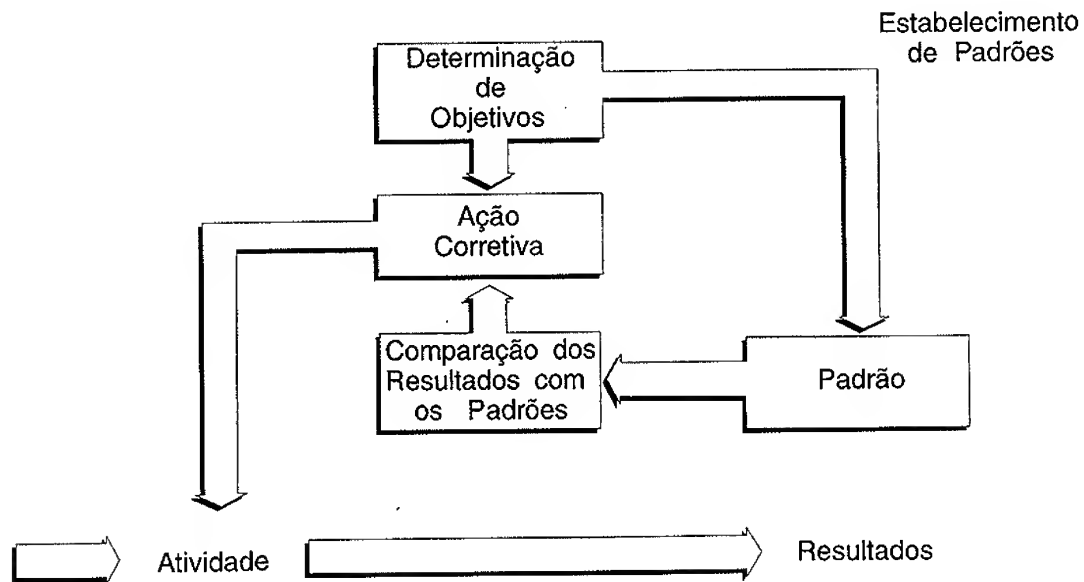 Estabelecimento
de Padrões
Determinação
de
Objetivos
Ação
Corretiva
Comparação dos
Resultados com
os Padrões
Padrão
Atividade
Resultados